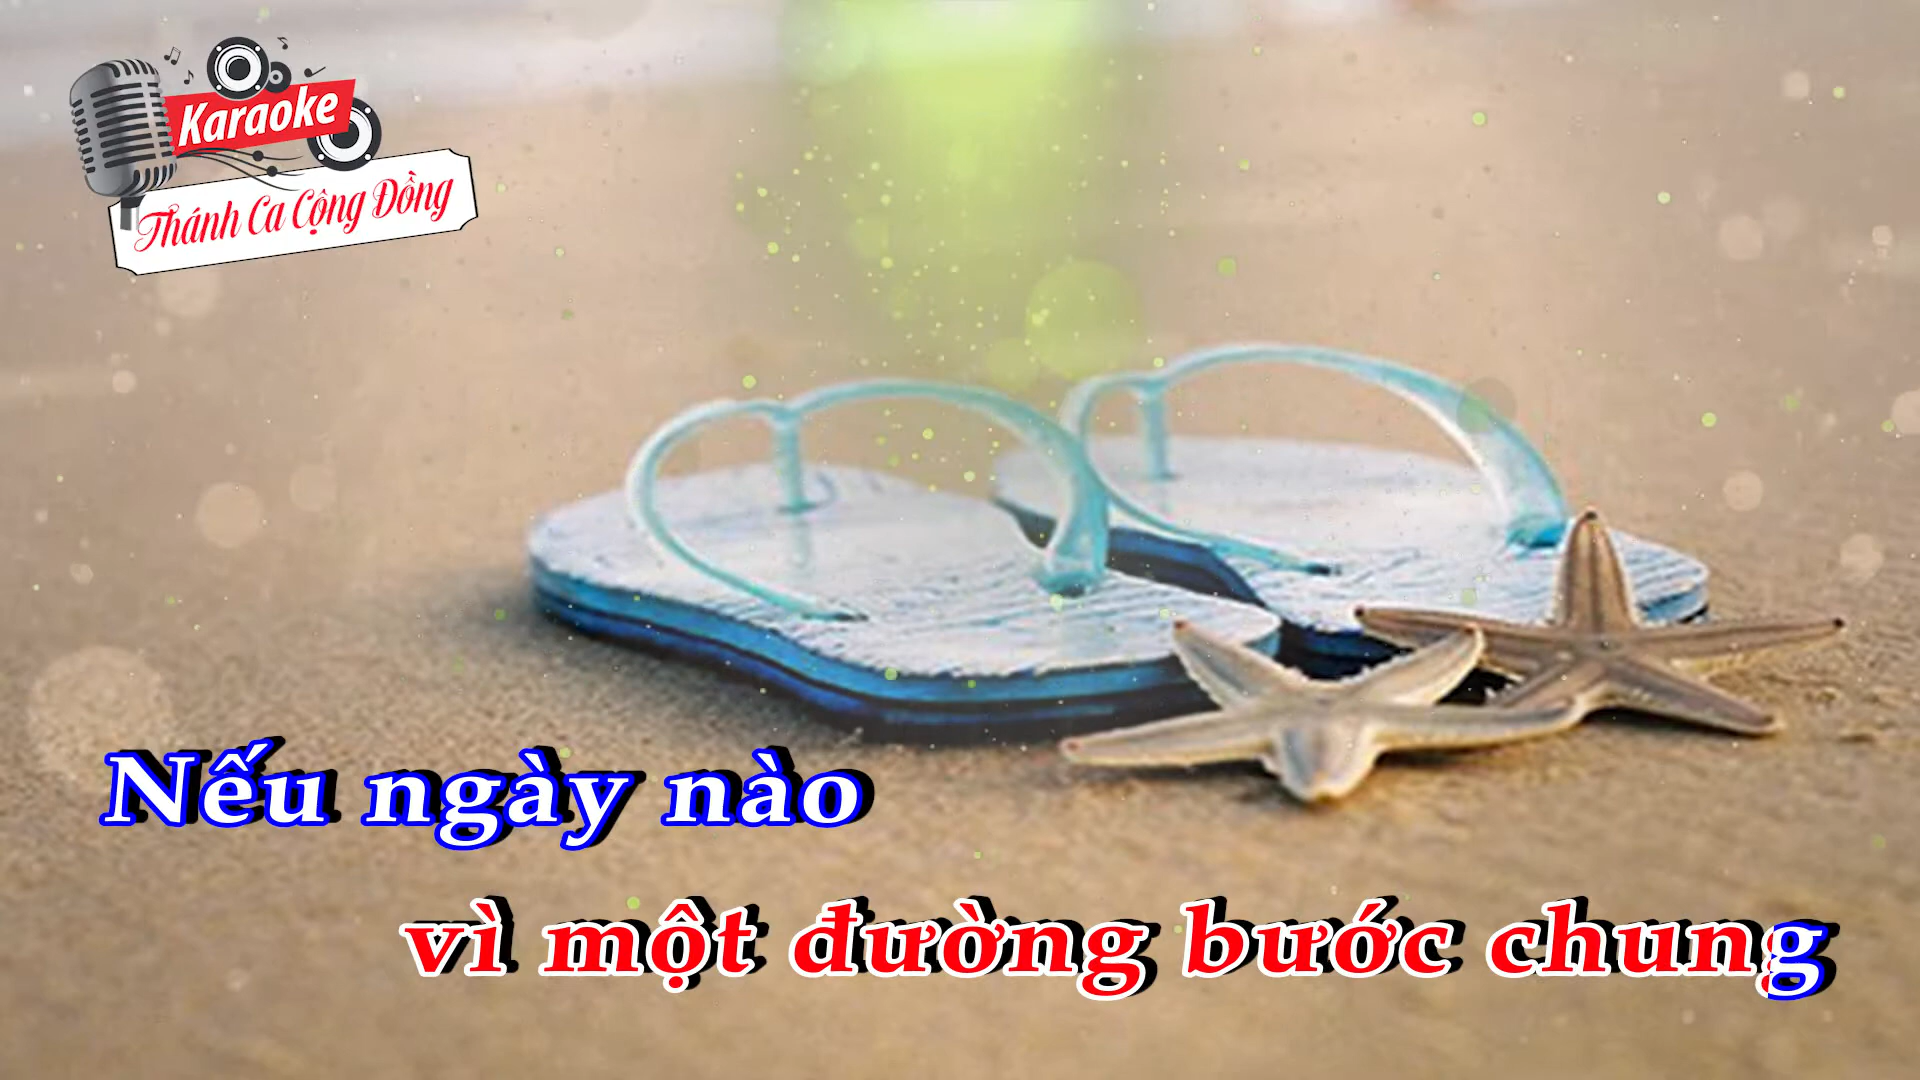 Karaoke
Thánh Ca Cộng Đồng
Nếu ngày nào
vì một đường bước chung